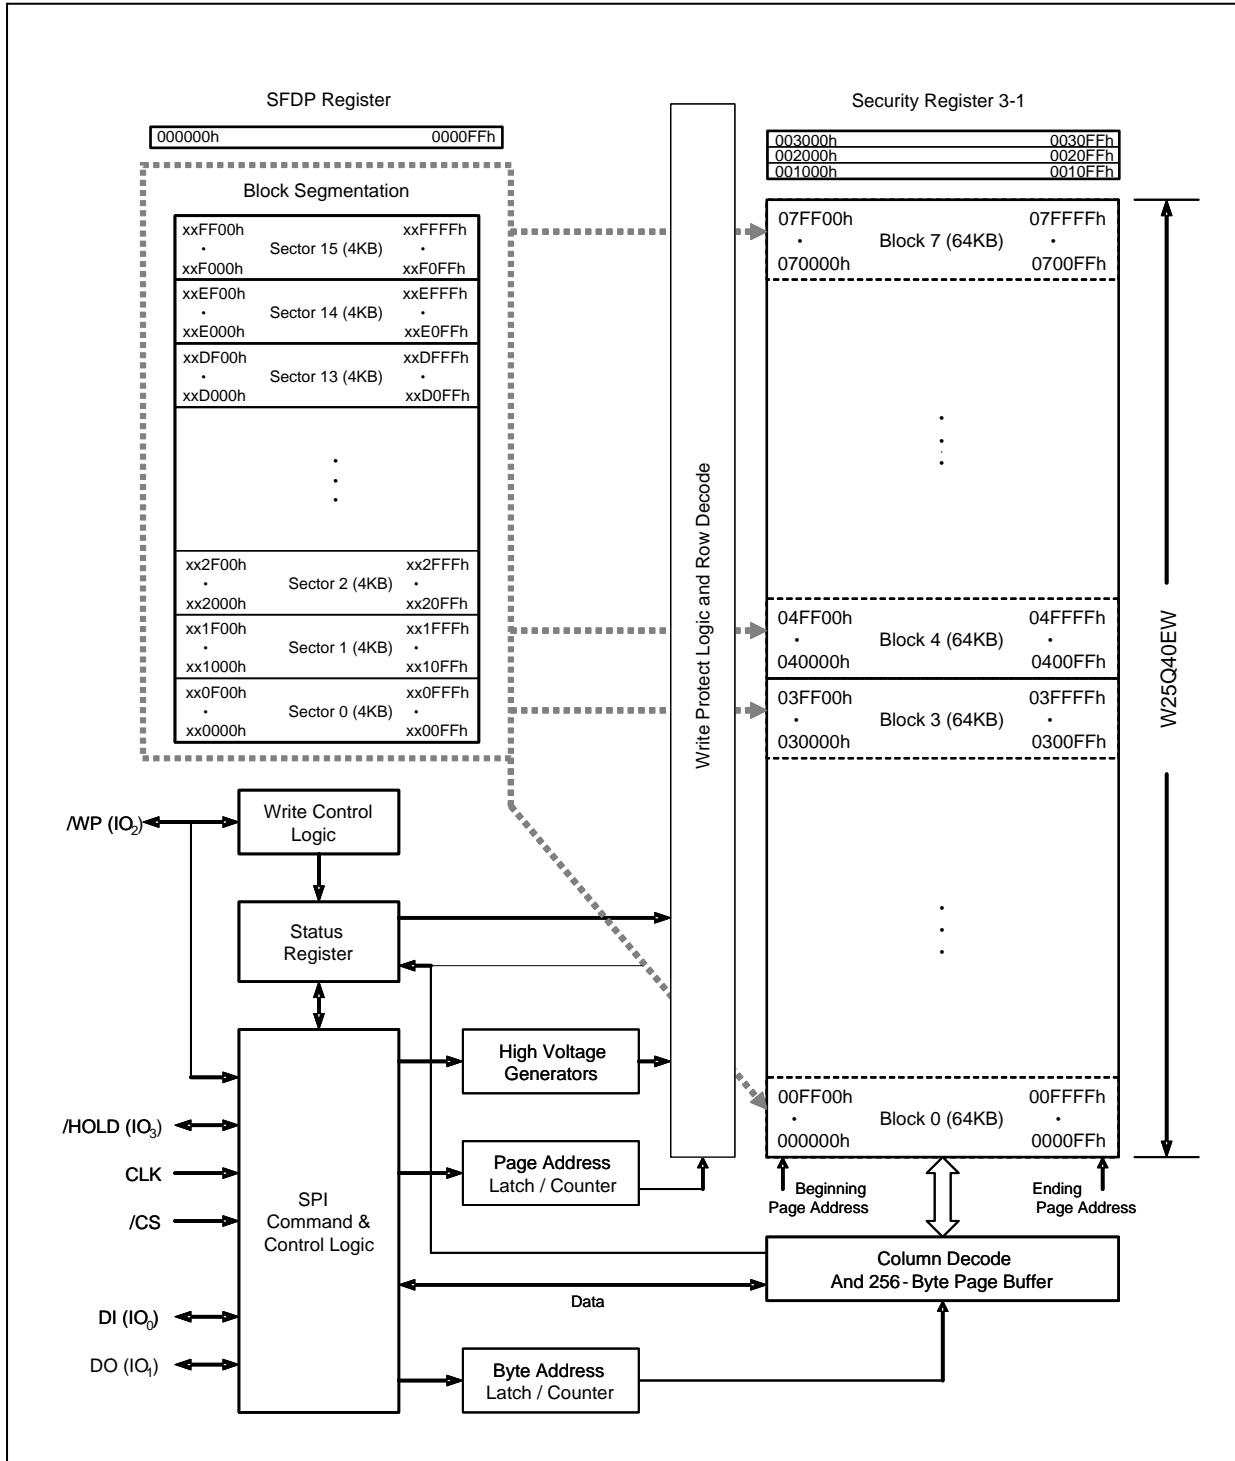 SFDP Register
000000h 0000FFh
Block Segmentation
xxFF00h xxFFFFh
Sector 15 (4KB)
xxF000h xxF0FFh
xxEF00h xxEFFFh
Sector 14 (4KB)
xxE000h xxE0FFh
xxDF00h xxDFFFh
Sector 13 (4KB)
xxD000h xxD0FFh
xx2F00h xx2FFFh
Sector 2 (4KB)
xx2000h xx20FFh
xx1F00h xx1FFFh
Sector 1 (4KB)
xx1000h xx10FFh
xx0F00h xx0FFFh
Sector 0 (4KB)
xx0000h xx00FFh
Write Protect Logic and Row Decode
Security Register 3-1
003000h 0030FFh
002000h 0020FFh
001000h 0010FFh
07FF00h 07FFFFh
Block 7 (64KB)
070000h 0700FFh
04FF00h 04FFFFh
Block 4 (64KB)
040000h 0400FFh
03FF00h 03FFFFh
Block 3 (64KB)
030000h 0300FFh
00FF00h 00FFFFh
Block 0 (64KB)
000000h 0000FFh
W25Q40EW
Beginning
Page Address
Ending
Page Address
/WP (IO₂)
Write Control
Logic
Status
Register
High Voltage
Generators
/HOLD (IO₃)
CLK
/CS
DI (IO₀)
DO (IO₁)
SPI
Command &
Control Logic
Page Address
Latch / Counter
Column Decode
And 256-Byte Page Buffer
Data
Byte Address
Latch / Counter